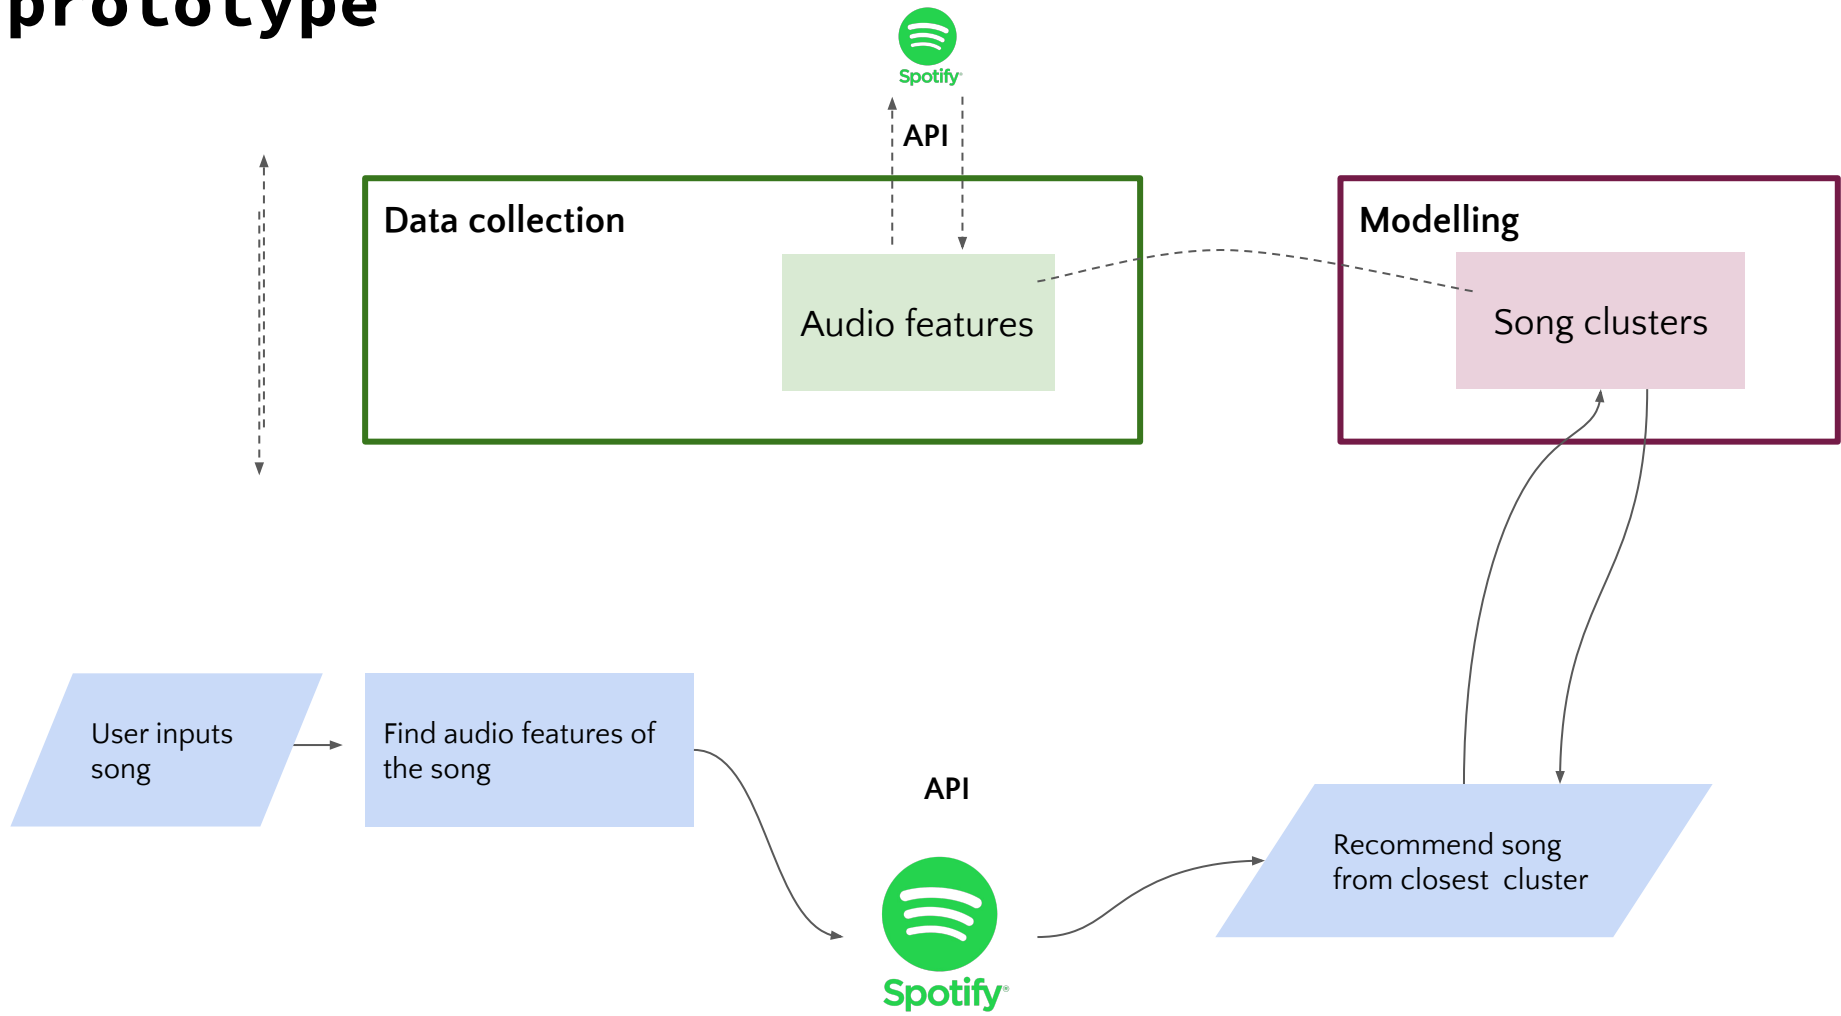 prototype
Spotify
API
Data collection
Modelling
Audio features
Song clusters
User inputs
song
Find audio features of
the song
API
Recommend song
from closest cluster
Spotify